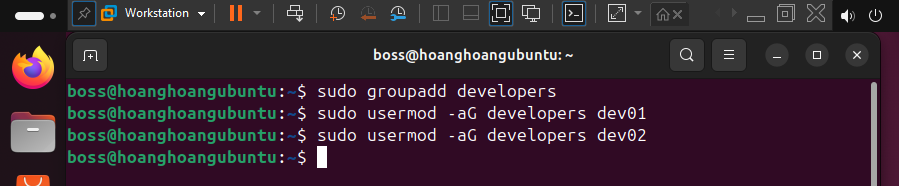 Workstation
boss@hoanghoangubuntu: ~
boss@hoanghoangubuntu:~$ sudo groupadd developers
boss@hoanghoangubuntu:~$ sudo usermod -aG developers dev01
boss@hoanghoangubuntu:~$ sudo usermod -aG developers dev02
boss@hoanghoangubuntu:~$